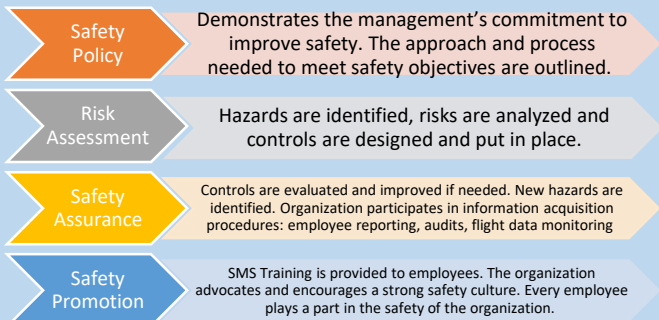 Safety
Policy
Demonstrates the management's commitment to
improve safety. The approach and process
needed to meet safety objectives are outlined.
Risk
Assessment
Hazards are identified, risks are analyzed and
controls are designed and put in place.
Safety
Assurance
Controls are evaluated and improved if needed. New hazards are
identified. Organization participates in information acquisition
procedures: employee reporting, audits, flight data monitoring
Safety
Promotion
SMS Training is provided to employees. The organization
advocates and encourages a strong safety culture. Every employee
plays a part in the safety of the organization.